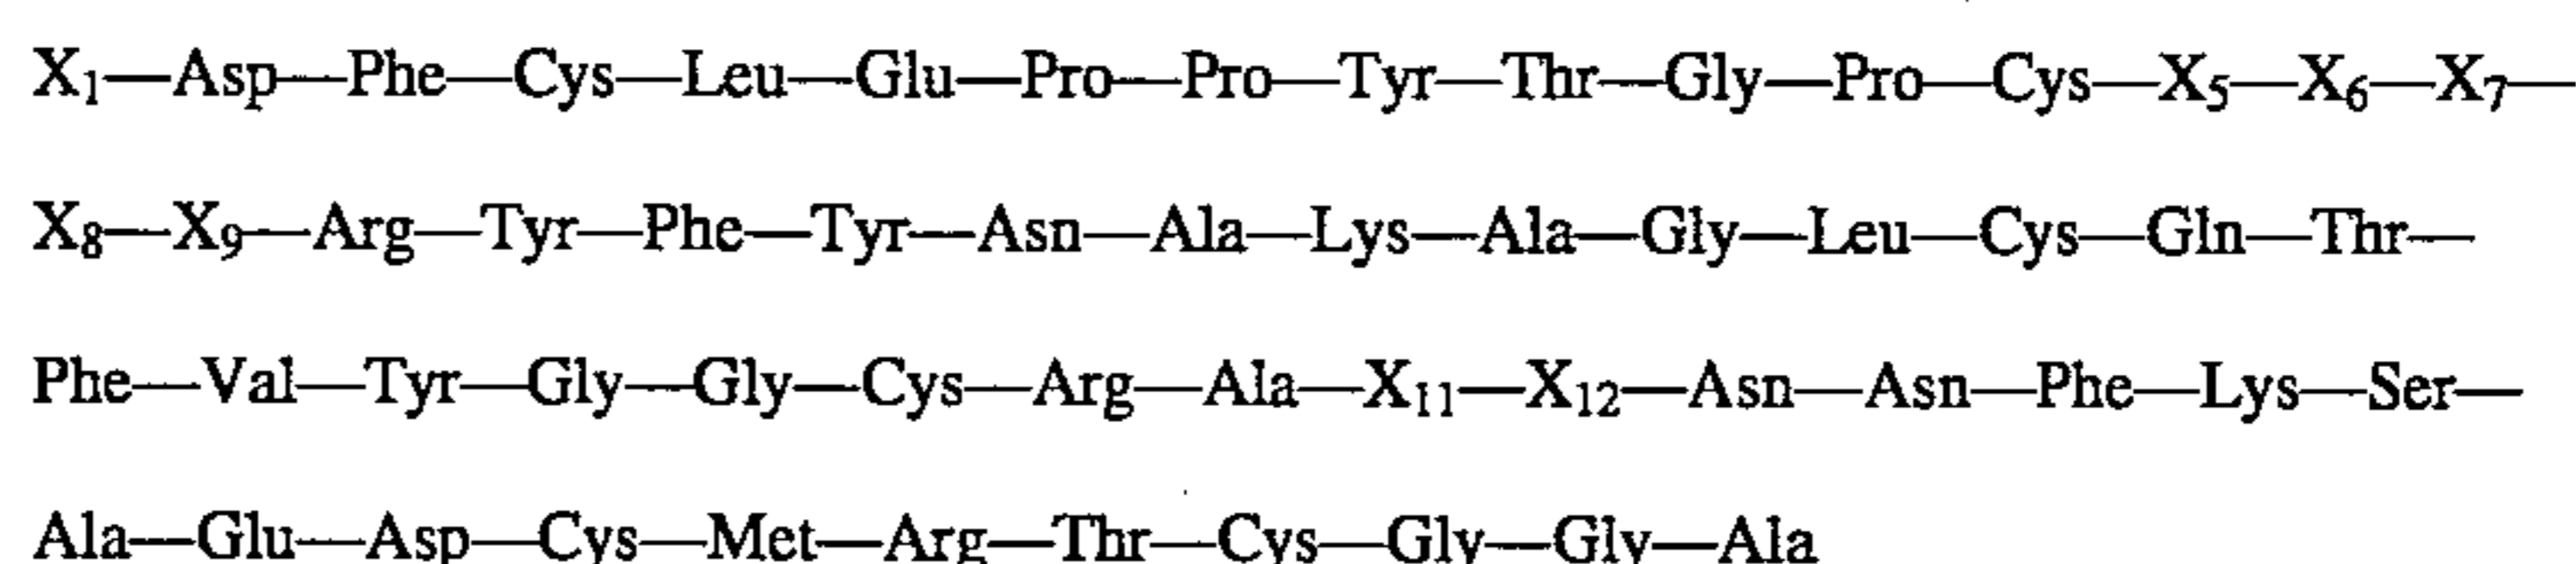 X₁—Asp—Phe—Cys—Leu—Glu—Pro—Pro—Tyr—Thr—Gly—Pro—Cys—X₅—X₆—X₇—
X₈—X₉—Arg—Tyr—Phe—Tyr—Asn—Ala—Lys—Ala—Gly—Leu—Cys—Gln—Thr—
Phe—Val—Tyr—Gly—Gly—Cys—Arg—Ala—X₁₁—X₁₂—Asn—Asn—Phe—Lys—Ser—
Ala—Glu—Asp—Cys—Met—Arg—Thr—Cys—Gly—Gly—Ala